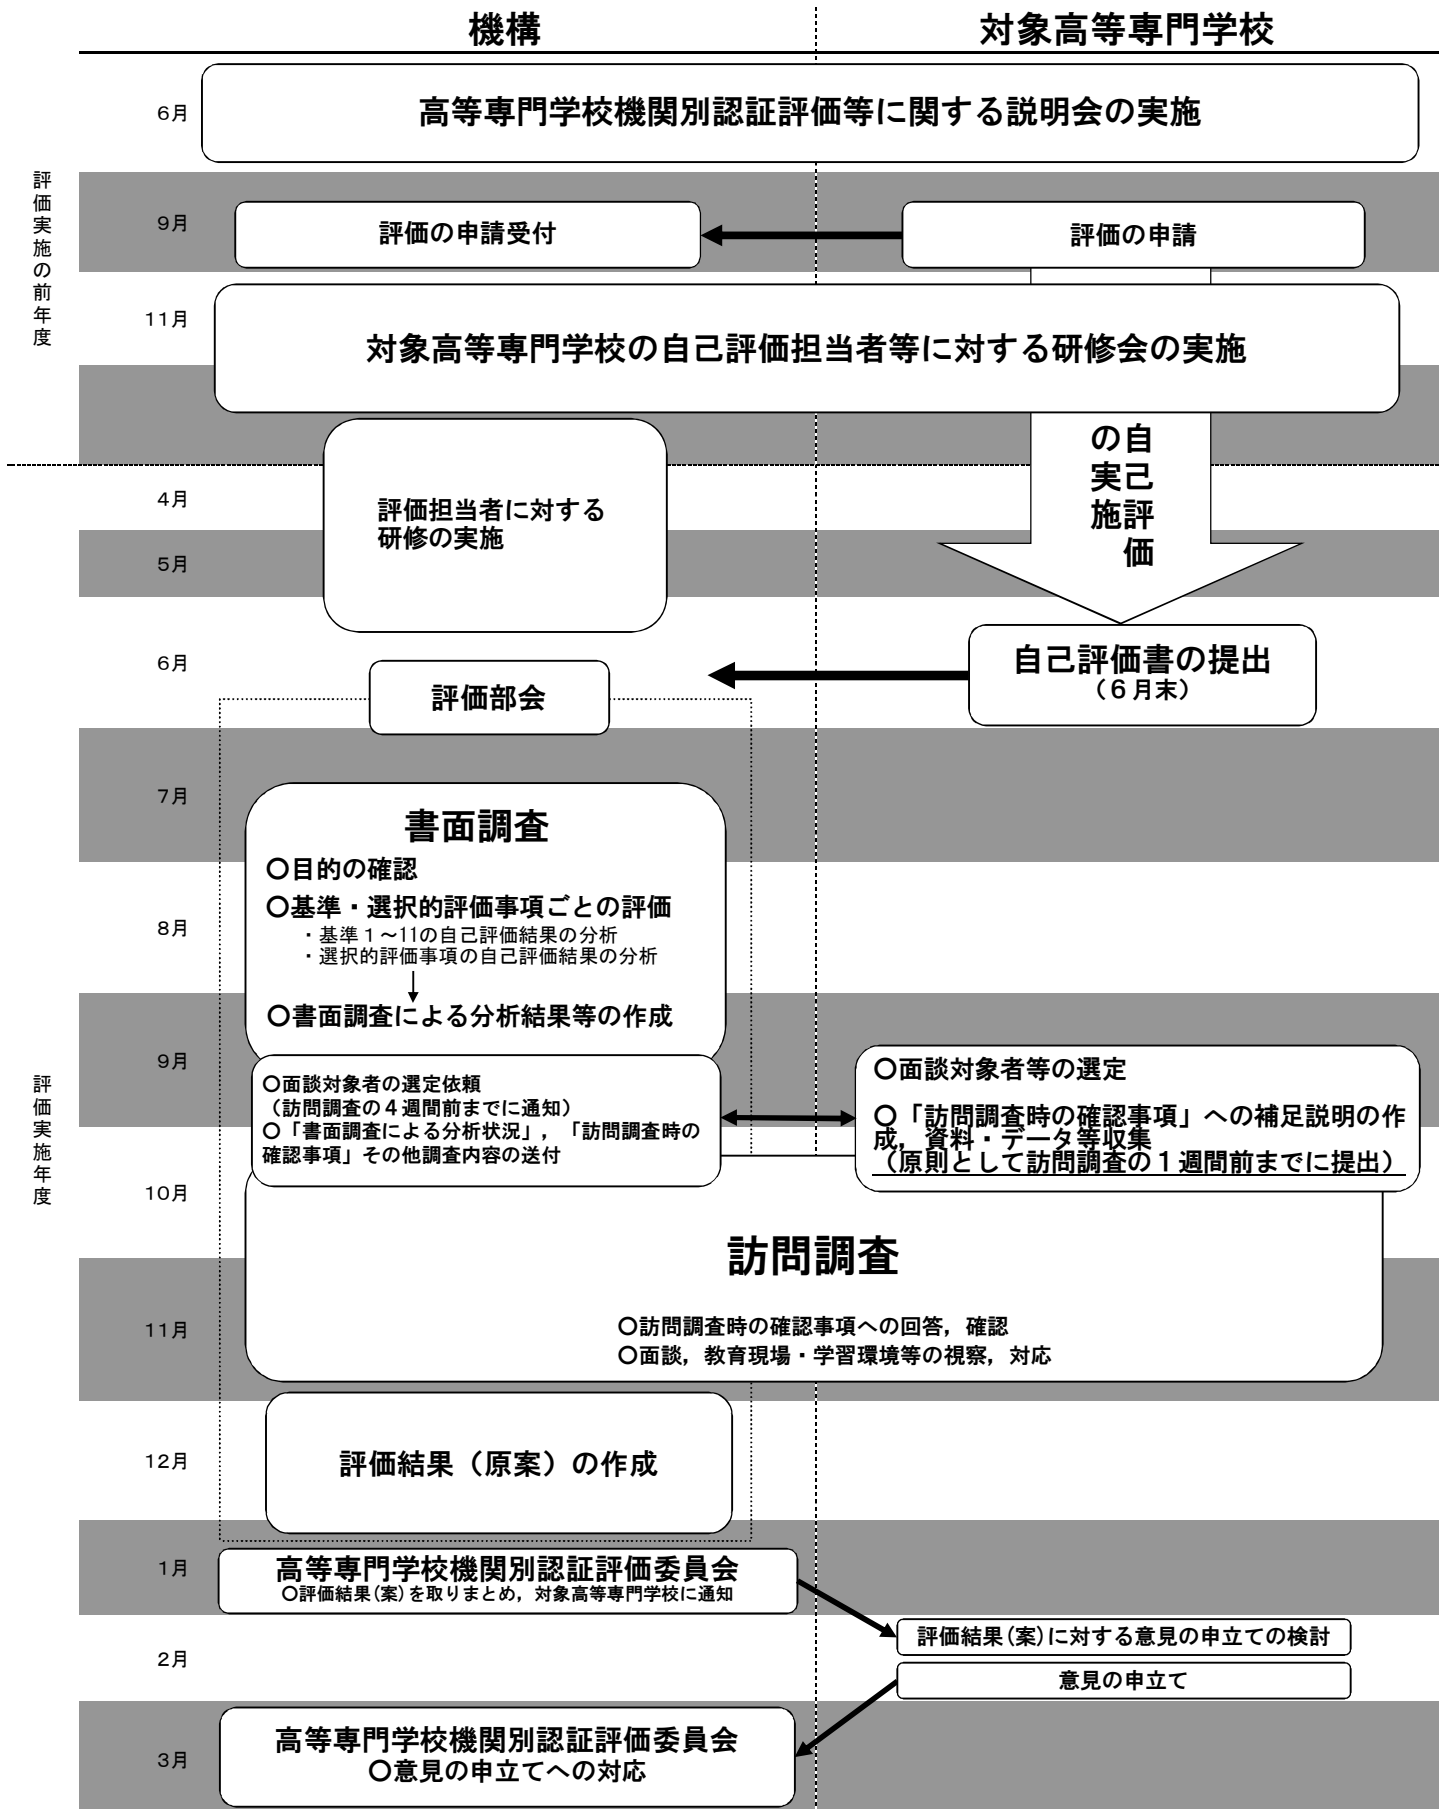 機構
対象高等専門学校
評価実施の前年度
6月
高等専門学校機関別認証評価等に関する説明会の実施
9月
評価の申請受付
評価の申請
11月
対象高等専門学校の自己評価担当者等に対する研修会の実施
自己評価
の実施
評価実施年度
4月
評価担当者に対する
研修の実施
5月
6月
自己評価書の提出
（６月末）
評価部会
7月
書面調査
○目的の確認
○基準・選択的評価事項ごとの評価
8月
・基準１～11の自己評価結果の分析
・選択的評価事項の自己評価結果の分析
○書面調査による分析結果等の作成
9月
○面談対象者の選定依頼
（訪問調査の４週間前までに通知）
○「書面調査による分析状況」，「訪問調査時の
確認事項」その他調査内容の送付
○面談対象者等の選定
○「訪問調査時の確認事項」への補足説明の作
成，資料・データ等収集
（原則として訪問調査の１週間前までに提出）
10月
訪問調査
11月
○訪問調査時の確認事項への回答，確認
○面談，教育現場・学習環境等の視察，対応
12月
評価結果（原案）の作成
1月
高等専門学校機関別認証評価委員会
○評価結果(案)を取りまとめ，対象高等専門学校に通知
評価結果(案)に対する意見の申立ての検討
2月
意見の申立て
3月
高等専門学校機関別認証評価委員会
○意見の申立てへの対応